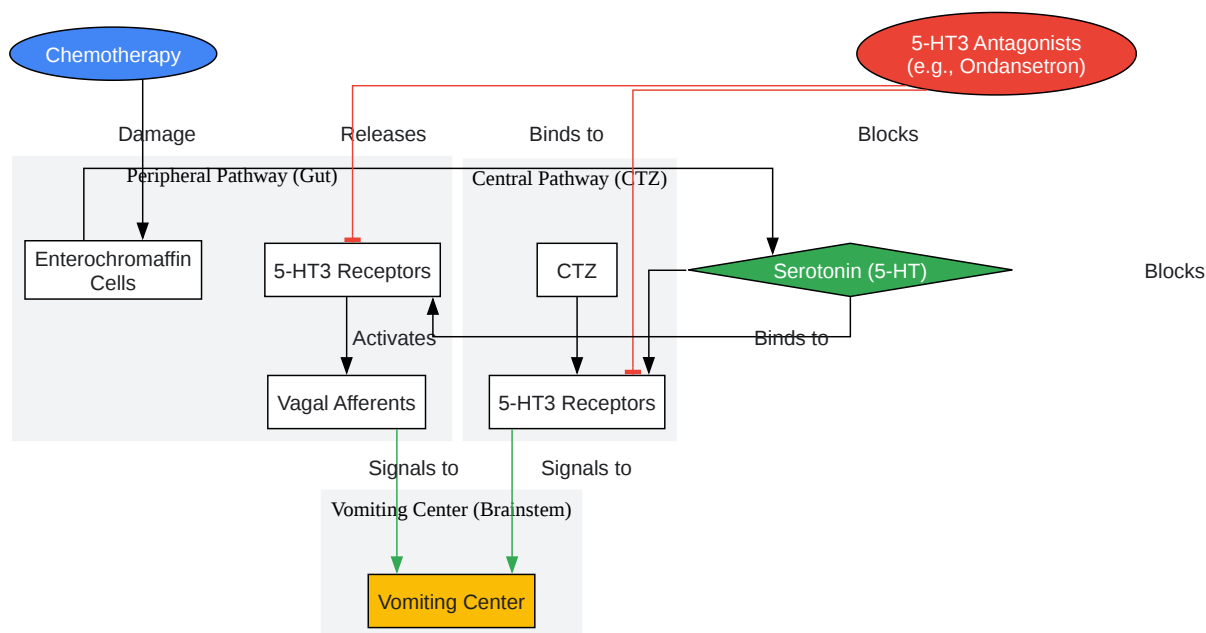 Chemotherapy
5-HT3 Antagonists
(e.g., Ondansetron)
Damage
Releases
Binds to
Blocks
Peripheral Pathway (Gut)
Central Pathway (CTZ)
Enterochromaffin
Cells
5-HT3 Receptors
CTZ
Serotonin (5-HT)
Blocks
Activates
Binds to
Vagal Afferents
5-HT3 Receptors
Signals to
Signals to
Vomiting Center (Brainstem)
Vomiting Center